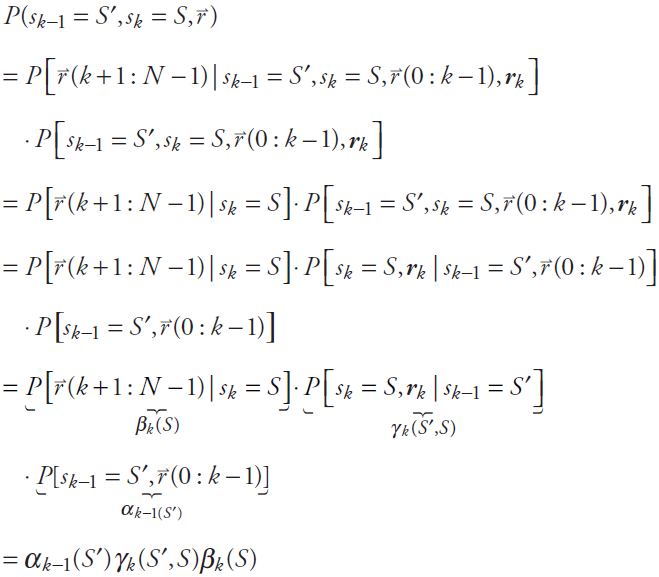 P(s_{k−1} = S′, s_k = S, r⃗)
= P[r⃗(k+1 : N−1) | s_{k−1} = S′, s_k = S, r⃗(0 : k−1), r_k]
· P[s_{k−1} = S′, s_k = S, r⃗(0 : k−1), r_k]
= P[r⃗(k+1 : N−1) | s_k = S] · P[s_{k−1} = S′, s_k = S, r⃗(0 : k−1), r_k]
= P[r⃗(k+1 : N−1) | s_k = S] · P[s_k = S, r_k | s_{k−1} = S′, r⃗(0 : k−1)]
· P[s_{k−1} = S′, r⃗(0 : k−1)]
= P[r⃗(k+1 : N−1) | s_k = S] · P[s_k = S, r_k | s_{k−1} = S′]
β_k(S) γ_k(S′,S)
· P[s_{k−1} = S′, r⃗(0 : k−1)]
α_{k−1(S′)}
= α_{k−1}(S′) γ_k(S′, S) β_k(S)